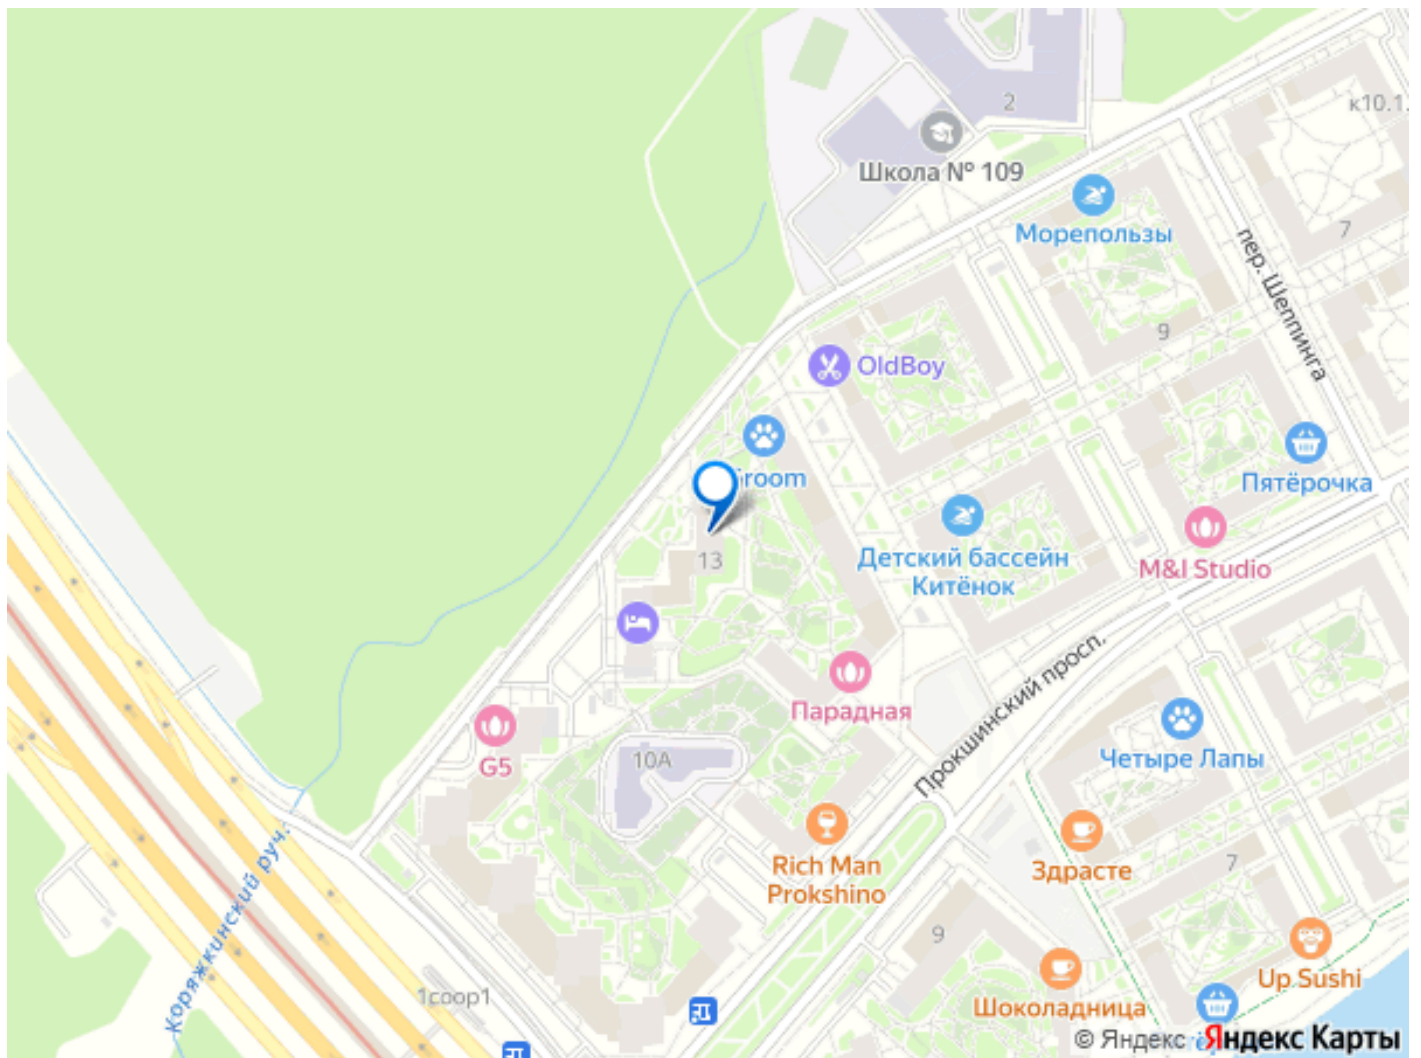 2
к10.1.
Школа № 109
Морепользы
7
пер. Шеппинга
9
OldBoy
room
Пятёрочка
13
Детский бассейн
Китёнок
M&I Studio
Прокшинский просп.
Парадная
G5
10А
Четыре Лапы
Rich Man
Prokshino
Здрасте
7
Коряжкинский руч.
9
Up Sushi
1соор1
Шоколадница
© Яндекс Яндекс Карты